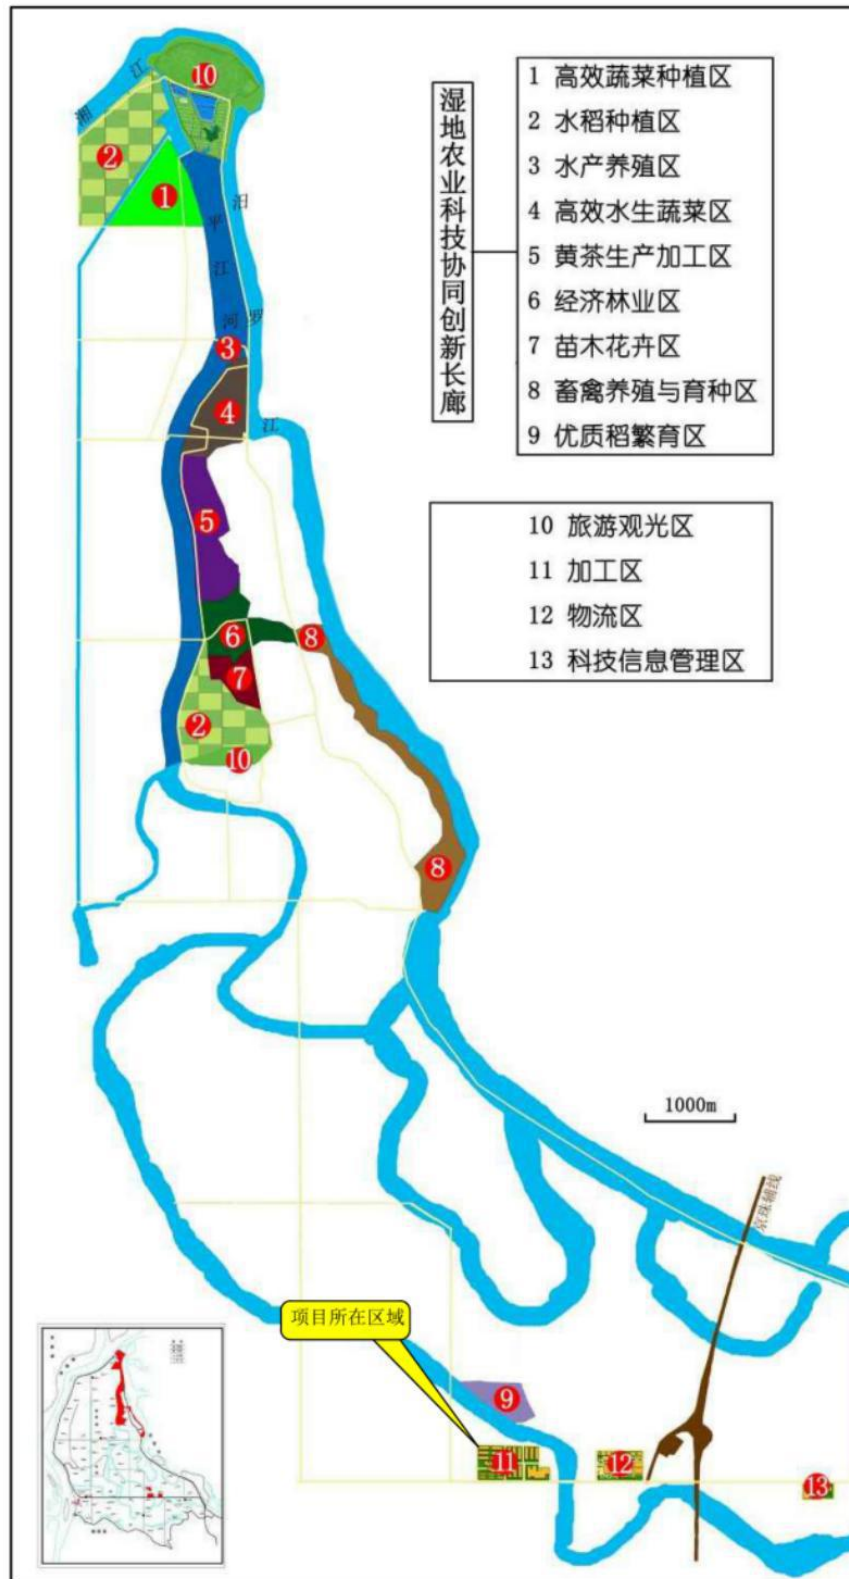 湿地农业科技协同创新长廊
1 高效蔬菜种植区
2 水稻种植区
3 水产养殖区
4 高效水生蔬菜区
5 黄茶生产加工区
6 经济林业区
7 苗木花卉区
8 畜禽养殖与育种区
9 优质稻繁育区
10 旅游观光区
11 加工区
12 物流区
13 科技信息管理区
湘江
10
2
1
平江河
汨罗江
3
4
5
6
8
7
2
10
8
1000m
京珠辅线
项目所在区域
9
11
12
13